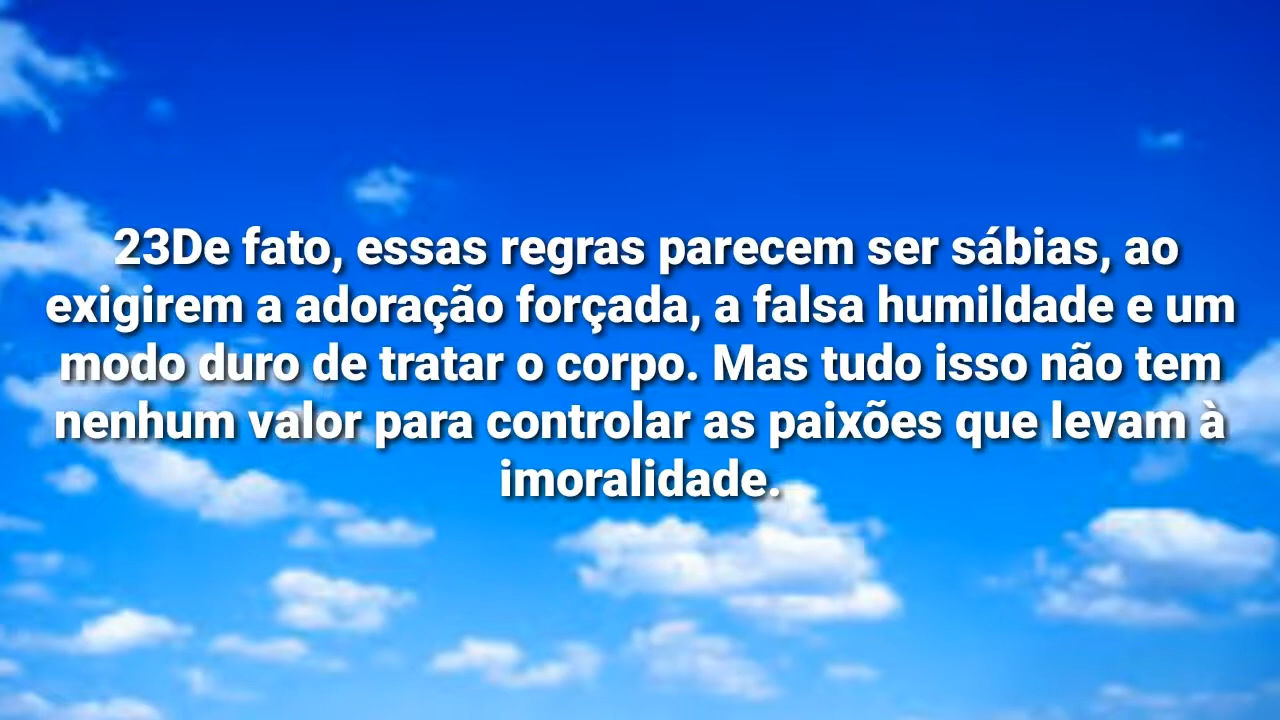 23De fato, essas regras parecem ser sábias, ao
exigirem a adoração forçada, a falsa humildade e um
modo duro de tratar o corpo. Mas tudo isso não tem
nenhum valor para controlar as paixões que levam à
imoralidade.